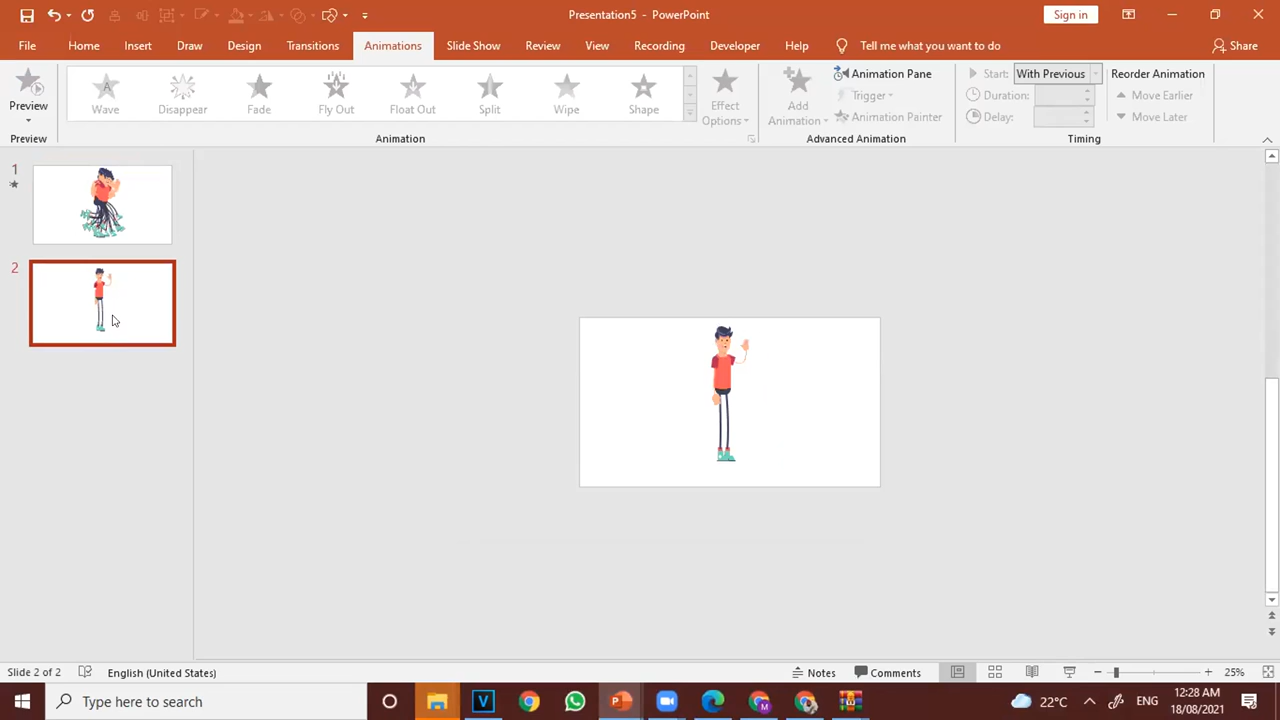 Presentation5 - PowerPoint
Sign in
File Home Insert Draw Design Transitions Animations Slide Show Review View Recording Developer Help Tell me what you want to do Share
Preview
Wave Disappear Fade Fly Out Float Out Split Wipe Shape
Effect Options
Add Animation
Animation Pane
Trigger
Animation Painter
Start: With Previous
Duration:
Delay:
Reorder Animation
Move Earlier
Move Later
Preview Animation Advanced Animation Timing
1
2
Slide 2 of 2 English (United States) Notes Comments 25%
Type here to search
22°C ENG
12:28 AM
18/08/2021